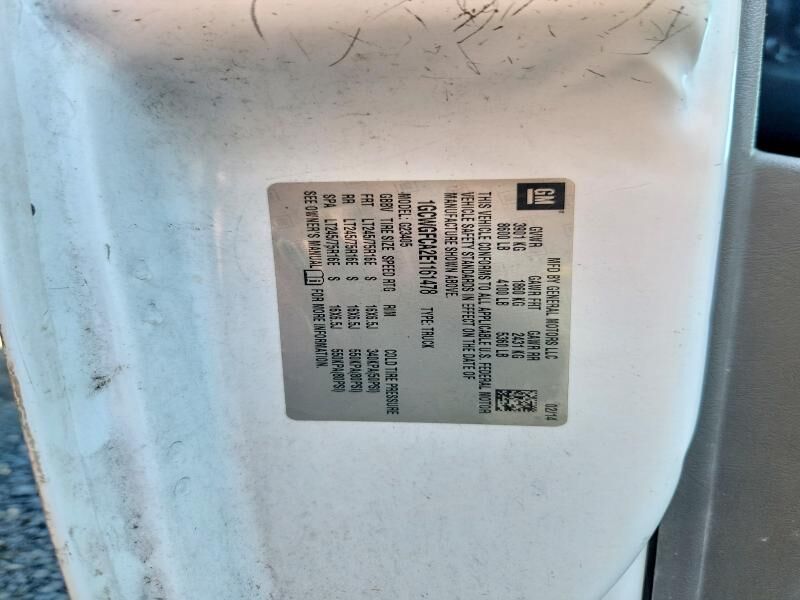 GM
MFD BY GENERAL MOTORS LLC
02/14
GVWR GAWR FRT GAWR RR
3901 KG 1860 KG 2431 KG
8600 LB 4100 LB 5360 LB
THIS VEHICLE CONFORMS TO ALL APPLICABLE U.S. FEDERAL MOTOR
VEHICLE SAFETY STANDARDS IN EFFECT ON THE DATE OF
MANUFACTURE SHOWN ABOVE.
1GCWGFCA2E1161478 TYPE: TRUCK
MODEL: G23405
TIRE SIZE SPEED RTG RIM COLD TIRE PRESSURE
FRT LT245/75R16E S 16X6.5J 340KPA(50PSI)
RR LT245/75R16E S 16X6.5J 550KPA(80PSI)
SPA LT245/75R16E S 16X6.5J 550KPA(80PSI)
SEE OWNER'S MANUAL FOR MORE INFORMATION.